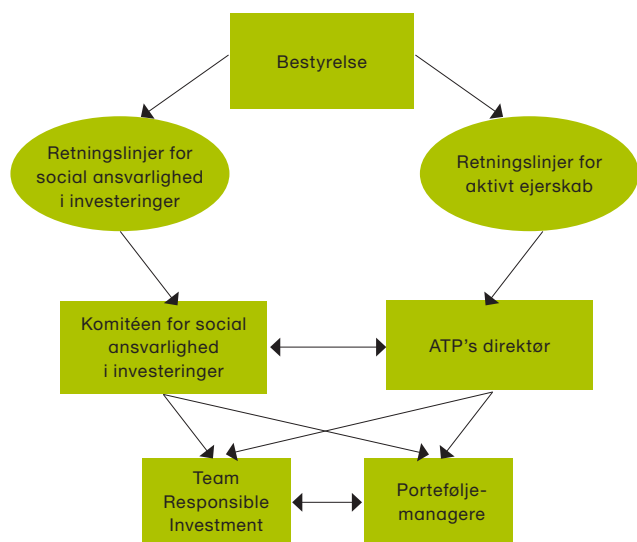 Bestyrelse
Retningslinjer for
social ansvarlighed
i investeringer
Retningslinjer for
aktivt ejerskab
Komitéen for social
ansvarlighed
i investeringer
ATP's direktør
Team
Responsible
Investment
Portefølje-
managere